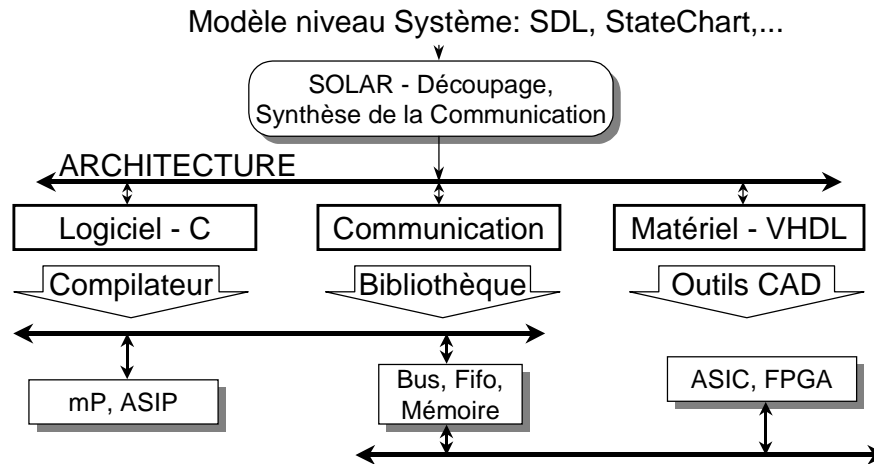 Modèle niveau Système: SDL, StateChart,...
SOLAR - Découpage,
Synthèse de la Communication
ARCHITECTURE
Logiciel - C
Communication
Matériel - VHDL
Compilateur
Bibliothèque
Outils CAD
mP, ASIP
Bus, Fifo,
Mémoire
ASIC, FPGA